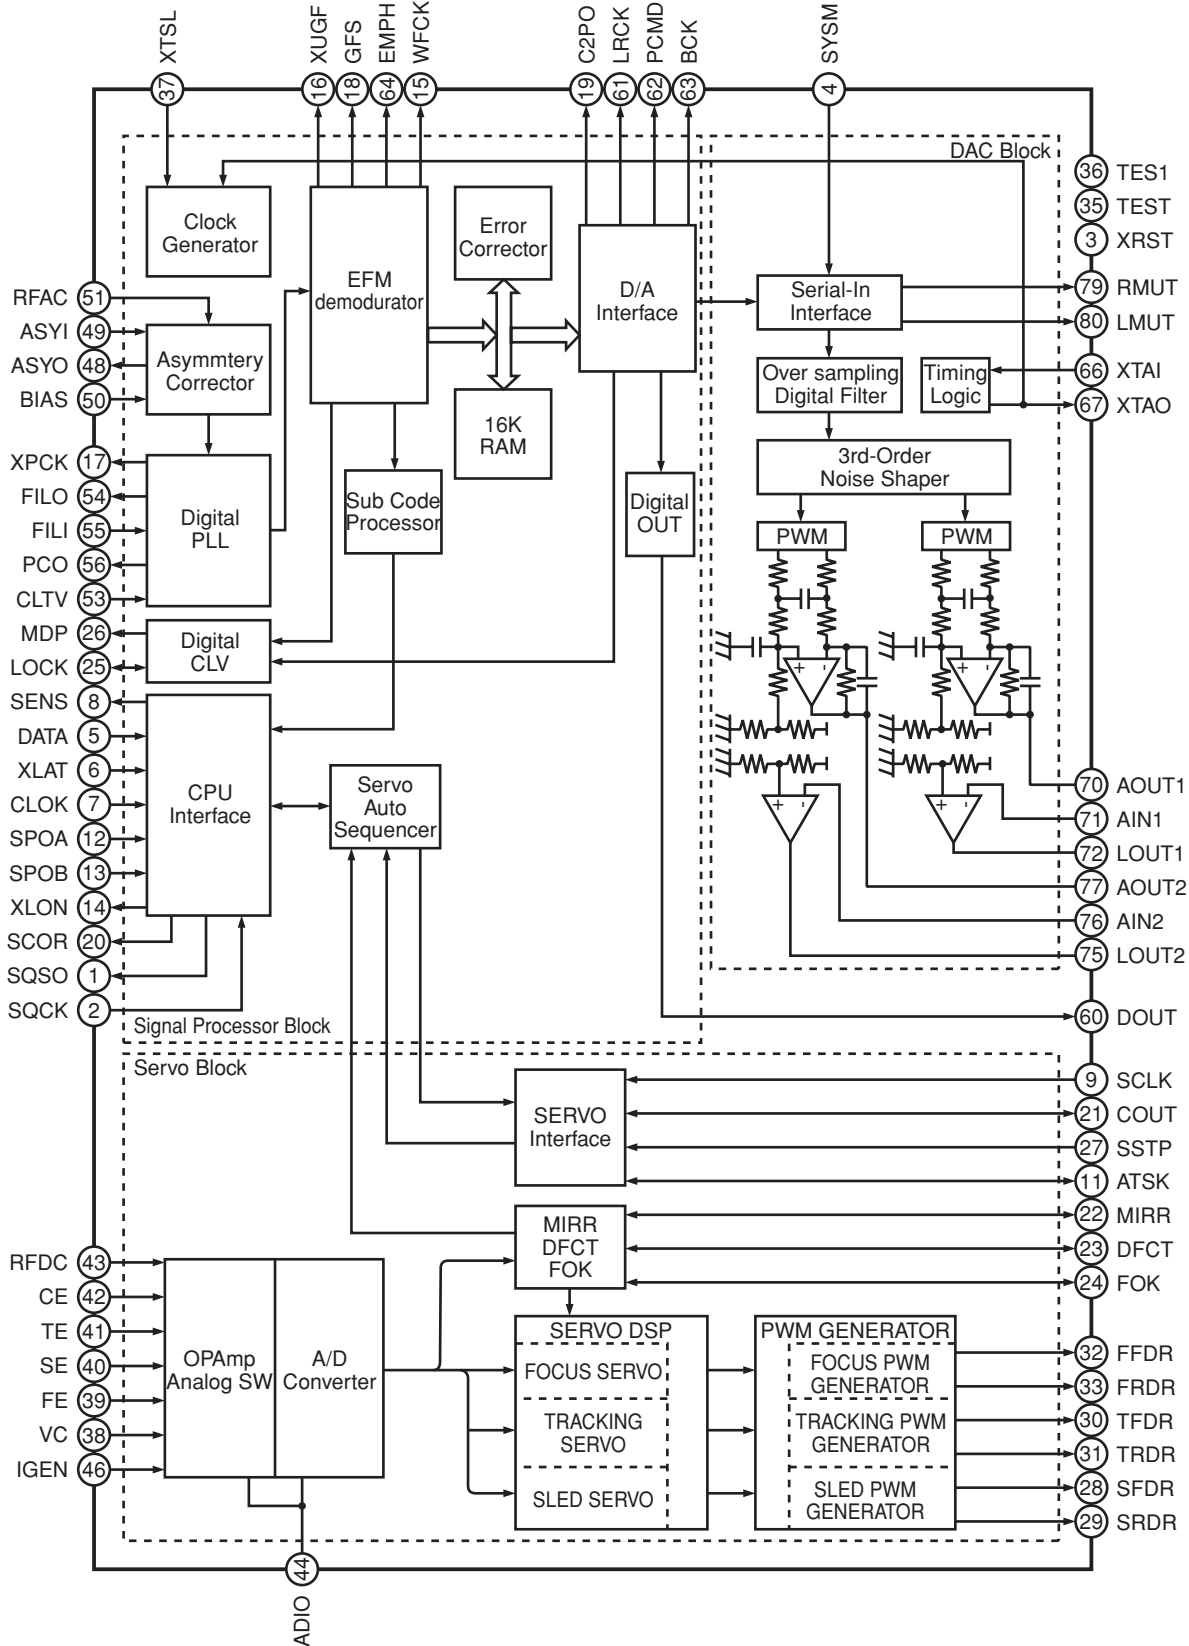 XTSL
XUGF
GFS
EMPH
WFCK
C2PO
LRCK
PCMD
BCK
SYSM
37
16
18
64
15
19
61
62
63
4
DAC Block
36 TES1
35 TEST
3 XRST
79 RMUT
80 LMUT
66 XTAI
67 XTAO
Clock
Generator
EFM
demodurator
Error
Corrector
D/A
Interface
Serial-In
Interface
RFAC 51
ASYI 49
ASYO 48
BIAS 50
Asymmtery
Corrector
16K
RAM
Over sampling
Digital Filter
Timing
Logic
3rd-Order
Noise Shaper
XPCK 17
FILO 54
FILI 55
PCO 56
CLTV 53
Digital
PLL
Sub Code
Processor
Digital
OUT
PWM
PWM
MDP 26
LOCK 25
Digital
CLV
+ -
+ -
SENS 8
DATA 5
XLAT 6
CLOK 7
SPOA 12
SPOB 13
XLON 14
SCOR 20
SQSO 1
SQCK 2
CPU
Interface
Servo
Auto
Sequencer
+ -
+ -
70 AOUT1
71 AIN1
72 LOUT1
77 AOUT2
76 AIN2
75 LOUT2
60 DOUT
Signal Processor Block
Servo Block
SERVO
Interface
9 SCLK
21 COUT
27 SSTP
11 ATSK
MIRR
DFCT
FOK
22 MIRR
23 DFCT
24 FOK
RFDC 43
CE 42
TE 41
SE 40
FE 39
VC 38
IGEN 46
OPAmp
Analog SW
A/D
Converter
SERVO DSP
FOCUS SERVO
TRACKING
SERVO
SLED SERVO
PWM GENERATOR
FOCUS PWM
GENERATOR
TRACKING PWM
GENERATOR
SLED PWM
GENERATOR
32 FFDR
33 FRDR
30 TFDR
31 TRDR
28 SFDR
29 SRDR
44
ADIO